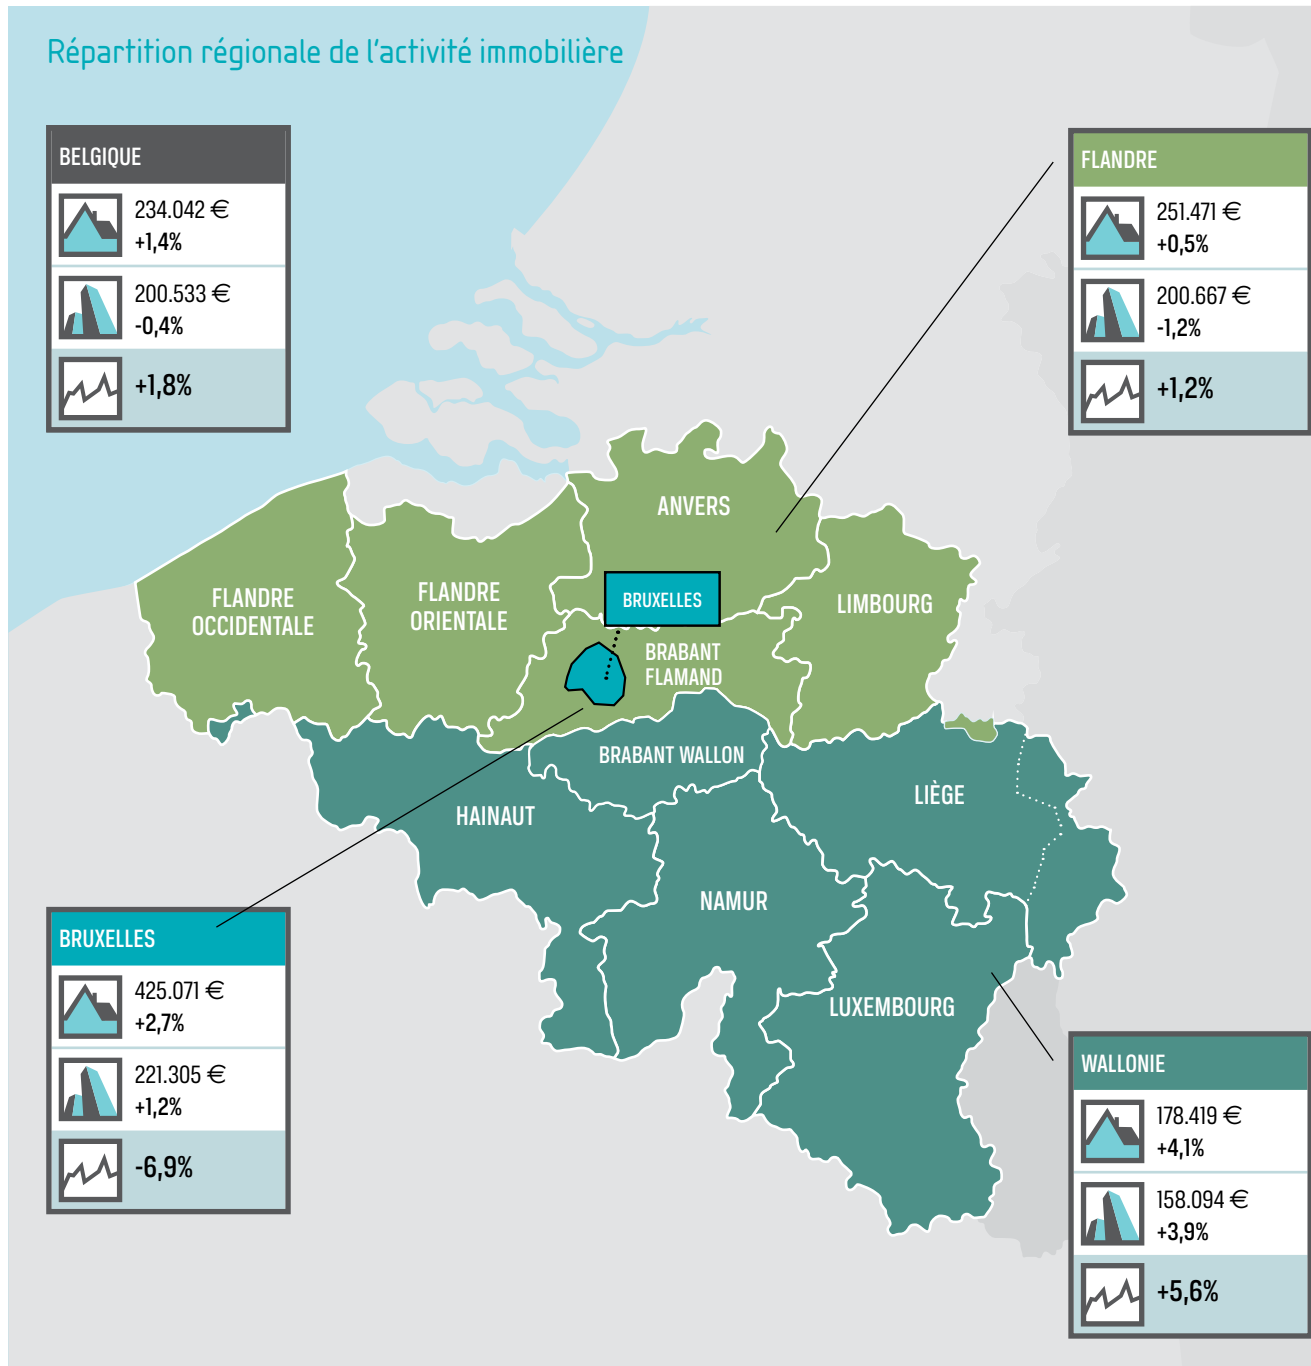 Répartition régionale de l'activité immobilière
BELGIQUE
234.042 €
+1,4%
200.533 €
-0,4%
+1,8%
FLANDRE
251.471 €
+0,5%
200.667 €
-1,2%
+1,2%
ANVERS
FLANDRE
OCCIDENTALE
FLANDRE
ORIENTALE
BRUXELLES
LIMBOURG
BRABANT
FLAMAND
BRABANT WALLON
HAINAUT
LIÈGE
NAMUR
LUXEMBOURG
BRUXELLES
425.071 €
+2,7%
221.305 €
+1,2%
-6,9%
WALLONIE
178.419 €
+4,1%
158.094 €
+3,9%
+5,6%